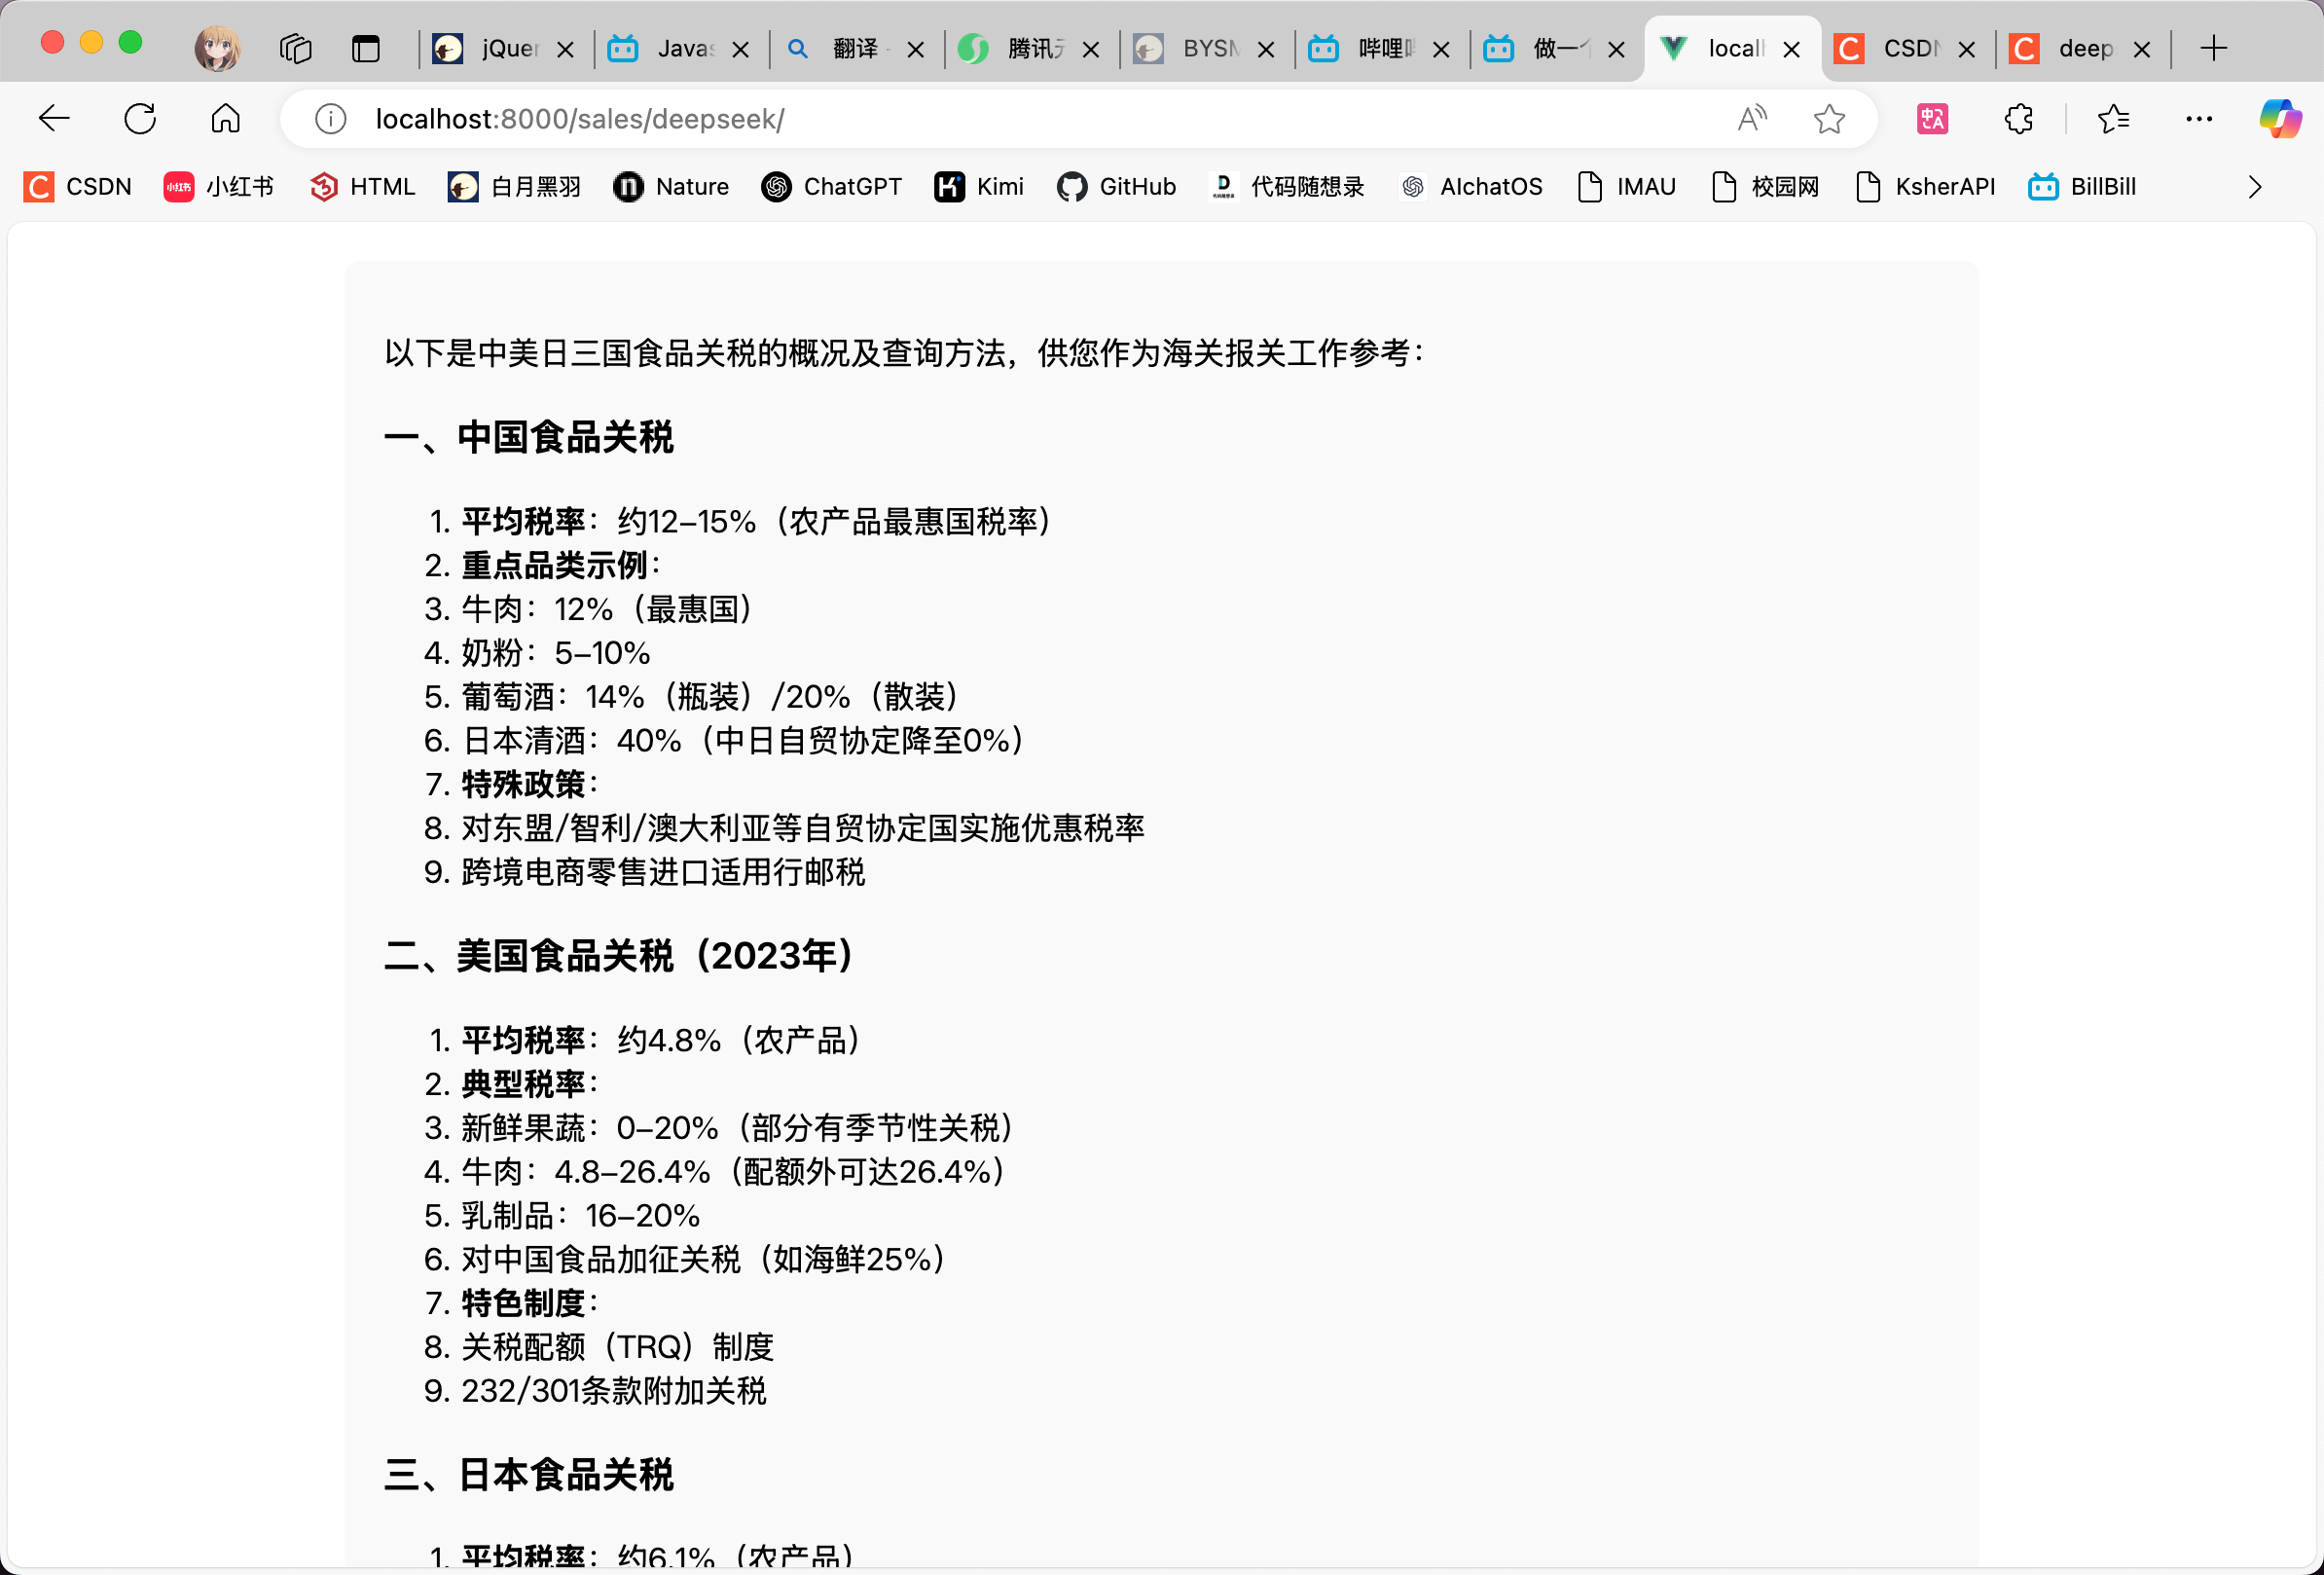 jQuer
Javas
翻译 -
腾讯
BYSM
哔哩
做一个
local
CSDN
deep
localhost:8000/sales/deepseek/
CSDN
小红书
HTML
白月黑羽
Nature
ChatGPT
Kimi
GitHub
代码随想录
AIchatOS
IMAU
校园网
KsherAPI
BillBill
以下是中美日三国食品关税的概况及查询方法，供您作为海关报关工作参考：
一、中国食品关税
1. 平均税率：约12-15%（农产品最惠国税率）
2. 重点品类示例：
3. 牛肉：12%（最惠国）
4. 奶粉：5-10%
5. 葡萄酒：14%（瓶装）/20%（散装）
6. 日本清酒：40%（中日自贸协定降至0%）
7. 特殊政策：
8. 对东盟/智利/澳大利亚等自贸协定国实施优惠税率
9. 跨境电商零售进口适用行邮税
二、美国食品关税（2023年）
1. 平均税率：约4.8%（农产品）
2. 典型税率：
3. 新鲜果蔬：0-20%（部分有季节性关税）
4. 牛肉：4.8-26.4%（配额外可达26.4%）
5. 乳制品：16-20%
6. 对中国食品加征关税（如海鲜25%）
7. 特色制度：
8. 关税配额（TRQ）制度
9. 232/301条款附加关税
三、日本食品关税
1. 平均税率：约6.1%（农产品）